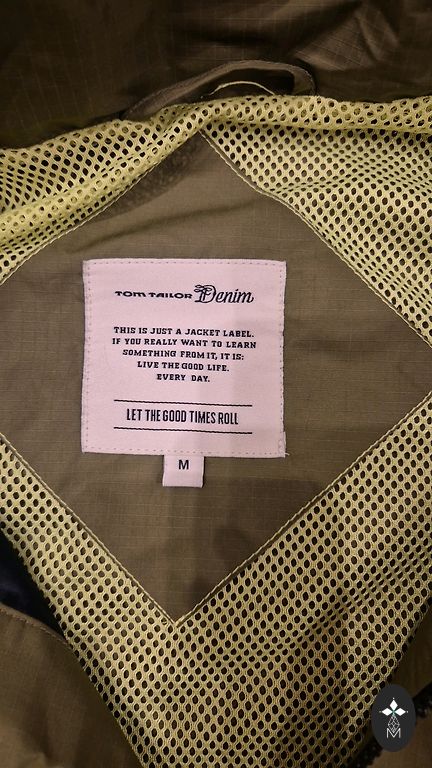 TOM TAILOR Denim
THIS IS JUST A JACKET LABEL.
IF YOU REALLY WANT TO LEARN
SOMETHING FROM IT, IT IS:
LIVE THE GOOD LIFE.
EVERY DAY.
LET THE GOOD TIMES ROLL
M
M